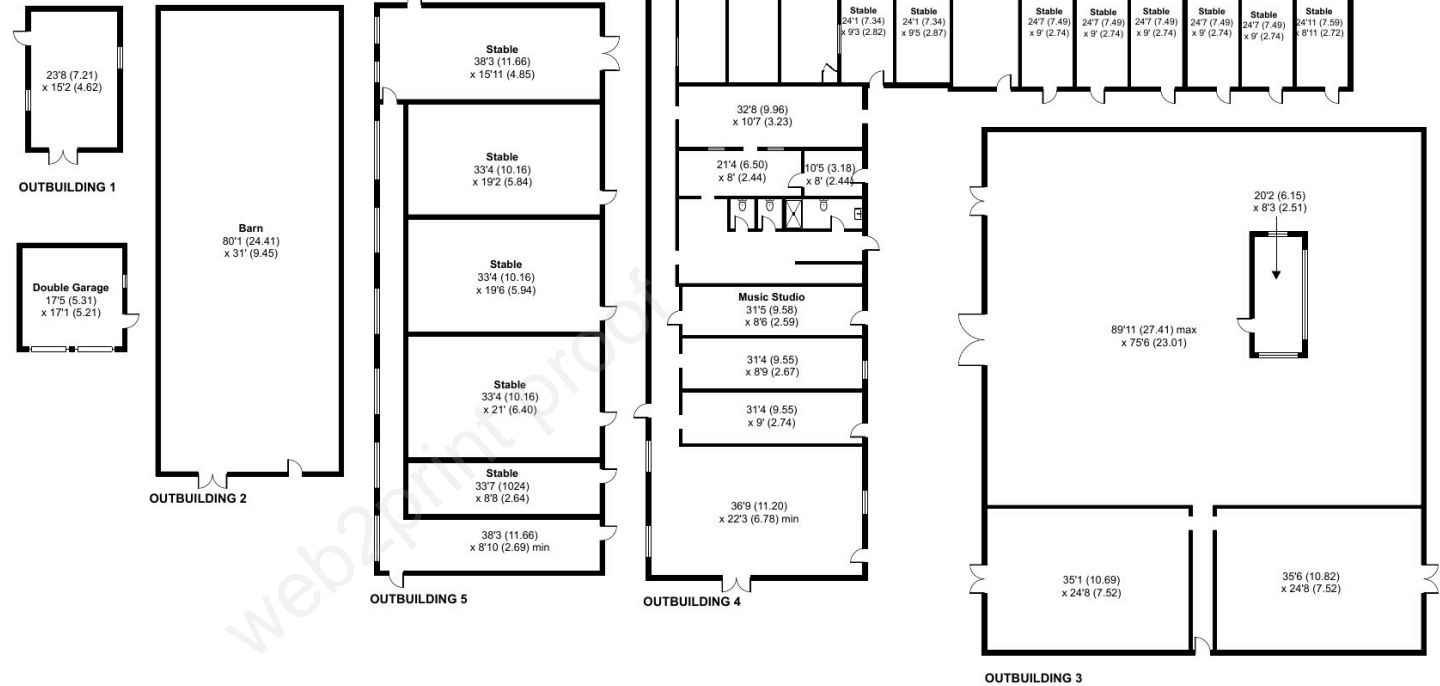 23'8 (7.21)
x 15'2 (4.62)
OUTBUILDING 1
Double Garage
17'5 (5.31)
x 17'1 (5.21)
Barn
80'1 (24.41)
x 31' (9.45)
OUTBUILDING 2
Stable
38'3 (11.66)
x 15'11 (4.85)
Stable
33'4 (10.16)
x 19'2 (5.84)
Stable
33'4 (10.16)
x 19'6 (5.94)
Stable
33'4 (10.16)
x 21' (6.40)
Stable
33'7 (1024)
x 8'8 (2.64)
38'3 (11.66)
x 8'10 (2.69) min
OUTBUILDING 5
Stable
24'1 (7.34)
x 9'3 (2.82)
Stable
24'1 (7.34)
x 9'5 (2.87)
Stable
24'7 (7.49)
x 9' (2.74)
Stable
24'7 (7.49)
x 9' (2.74)
Stable
24'7 (7.49)
x 9' (2.74)
Stable
24'7 (7.49)
x 9' (2.74)
Stable
24'7 (7.49)
x 9' (2.74)
Stable
24'11 (7.59)
x 8'11 (2.72)
32'8 (9.96)
x 10'7 (3.23)
21'4 (6.50)
x 8' (2.44)
10'5 (3.18)
x 8' (2.44)
Music Studio
31'5 (9.58)
x 8'6 (2.59)
31'4 (9.55)
x 8'9 (2.67)
31'4 (9.55)
x 9' (2.74)
36'9 (11.20)
x 22'3 (6.78) min
OUTBUILDING 4
20'2 (6.15)
x 8'3 (2.51)
89'11 (27.41) max
x 75'6 (23.01)
35'1 (10.69)
x 24'8 (7.52)
35'6 (10.82)
x 24'8 (7.52)
OUTBUILDING 3
web2print proof